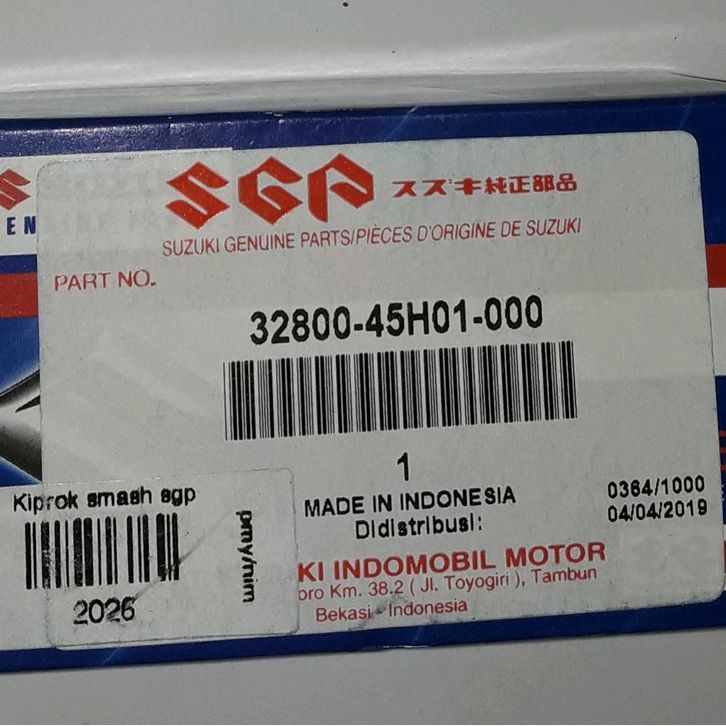 SGP スズキ純正部品
SUZUKI GENUINE PARTS/PIÈCES D'ORIGINE DE SUZUKI
EN
PART NO.
32800-45H01-000
1
MADE IN INDONESIA
Didistribusi:
0364/1000
04/04/2019
KI INDOMOBIL MOTOR
oro Km. 38.2 ( Jl. Toyogiri ), Tambun
Bekasi - Indonesia
Kiprok smash sgp
pmy/nim
2026